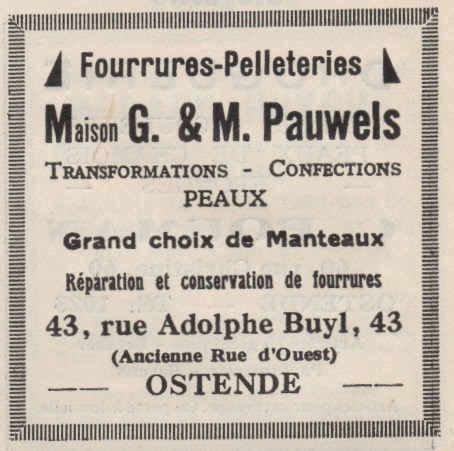 Fourrures-Pelleteries
Maison G. & M. Pauwels
TRANSFORMATIONS - CONFECTIONS
PEAUX
Grand choix de Manteaux
Réparation et conservation de fourrures
43, rue Adolphe Buyl, 43
(Ancienne Rue d'Ouest)
— OSTENDE —